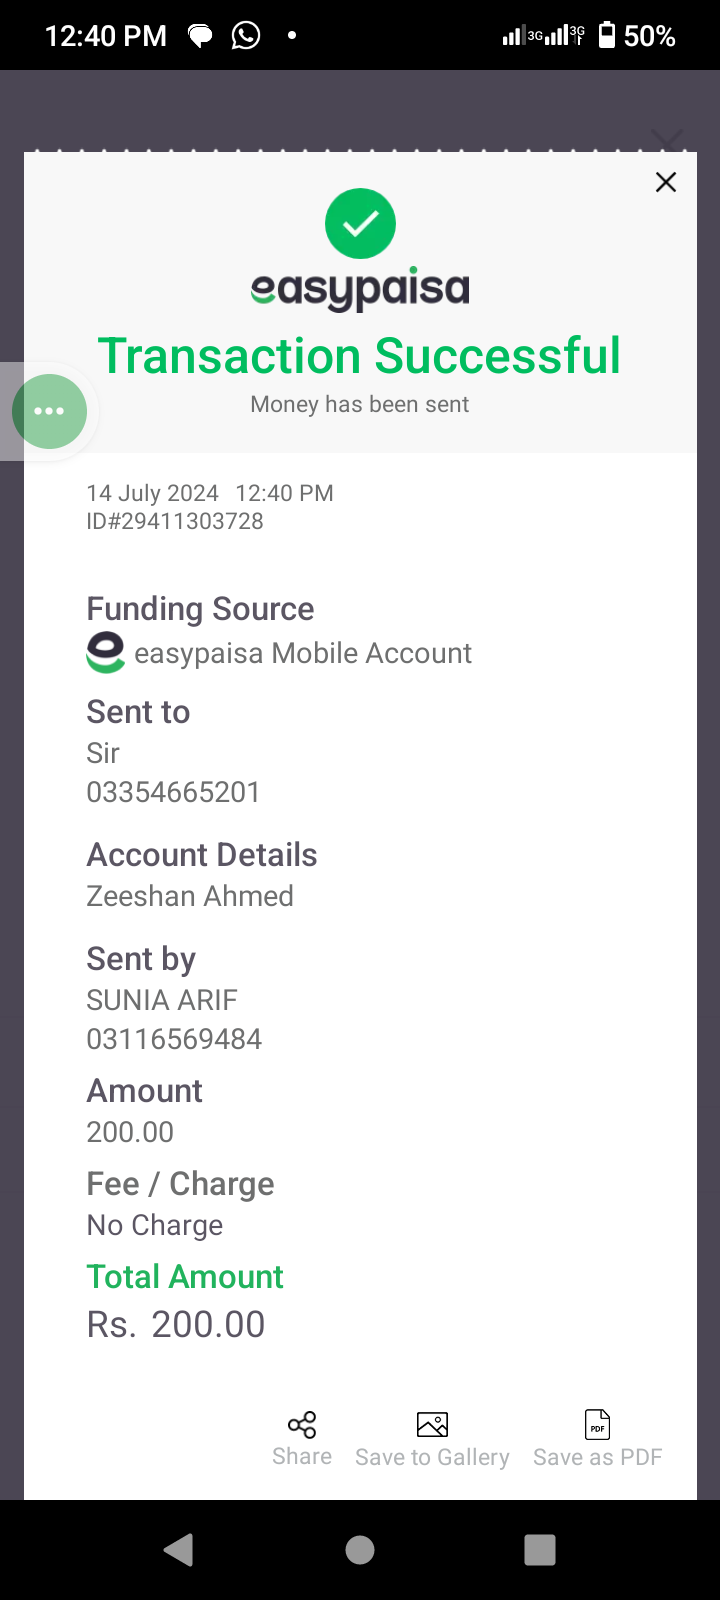 12:40 PM 3G 3G 50%
easypaisa
Transaction Successful
Money has been sent
14 July 2024 12:40 PM
ID#29411303728
Funding Source
easypaisa Mobile Account
Sent to
Sir
03354665201
Account Details
Zeeshan Ahmed
Sent by
SUNIA ARIF
03116569484
Amount
200.00
Fee / Charge
No Charge
Total Amount
Rs. 200.00
PDF
Share Save to Gallery Save as PDF